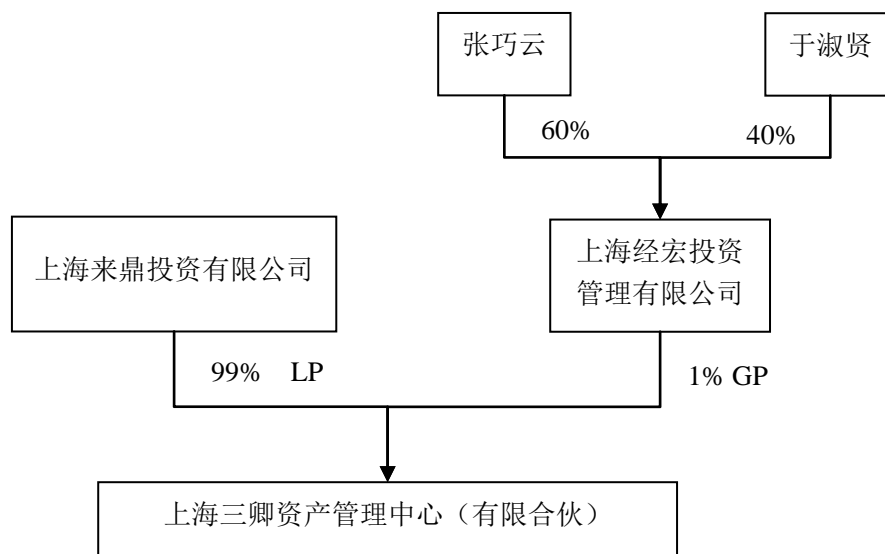 张巧云
于淑贤
60%
40%
上海来鼎投资有限公司
上海经宏投资
管理有限公司
99% LP
1% GP
上海三卿资产管理中心（有限合伙）